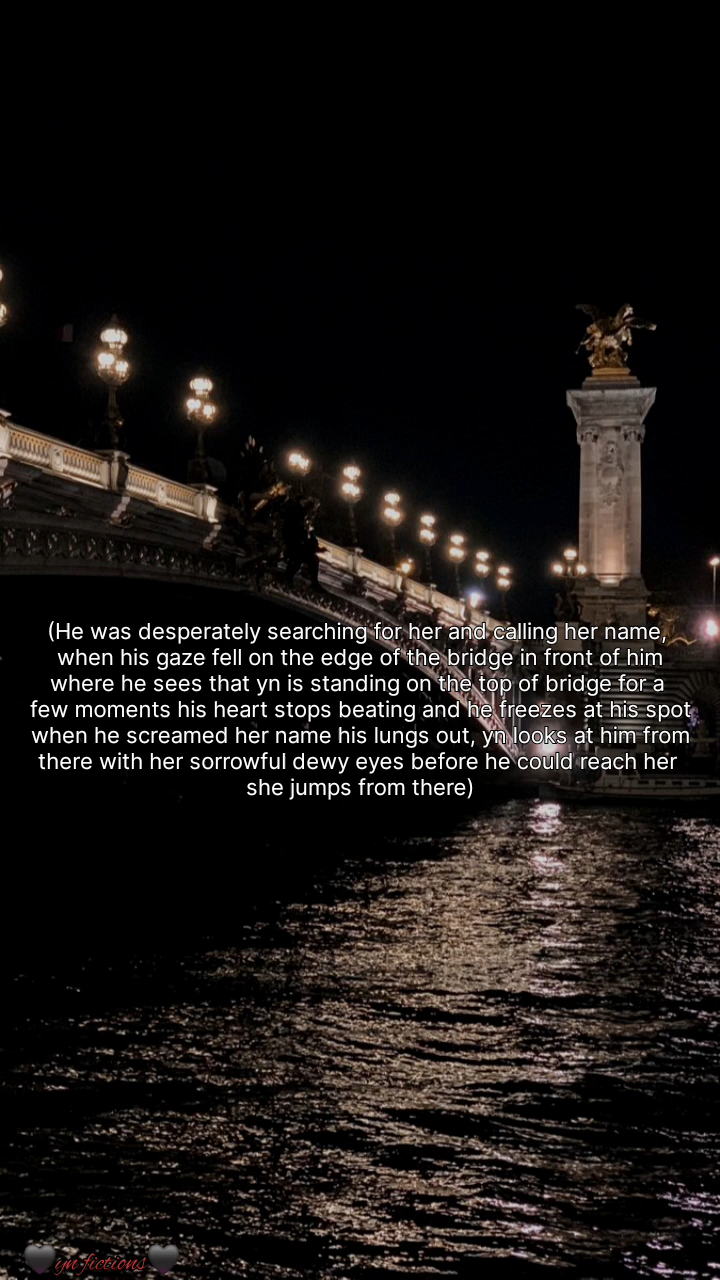 (He was desperately searching for her and calling her name,
when his gaze fell on the edge of the bridge in front of him
where he sees that yn is standing on the top of bridge for a
few moments his heart stops beating and he freezes at his spot
when he screamed her name his lungs out, yn looks at him from
there with her sorrowful dewy eyes before he could reach her
she jumps from there)
yn fictions